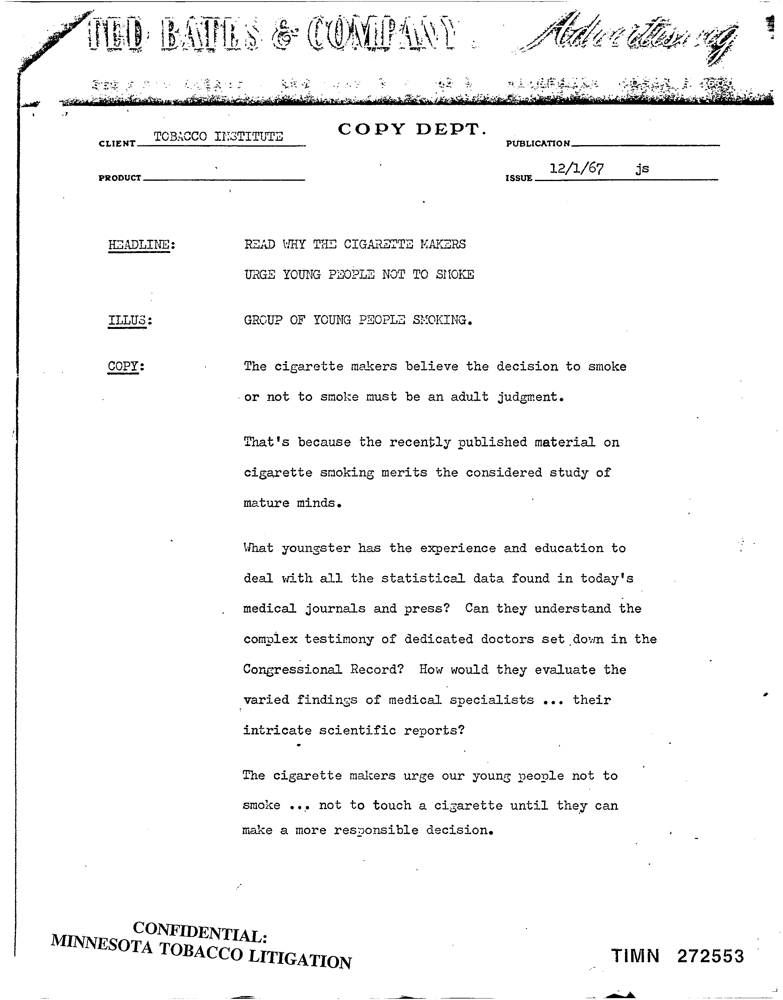 TED BATES & COMPANY Advertising
COPY DEPT.
CLIENT TOBACCO INSTITUTE
PUBLICATION
PRODUCT
ISSUE 12/1/67 js
HEADLINE: READ WHY THE CIGARETTE MAKERS
URGE YOUNG PEOPLE NOT TO SMOKE
ILLUS: GROUP OF YOUNG PEOPLE SMOKING.
COPY: The cigarette makers believe the decision to smoke
or not to smoke must be an adult judgment.
That's because the recently published material on
cigarette smoking merits the considered study of
mature minds.
What youngster has the experience and education to
deal with all the statistical data found in today's
medical journals and press? Can they understand the
complex testimony of dedicated doctors set down in the
Congressional Record? How would they evaluate the
varied findings of medical specialists ... their
intricate scientific reports?
The cigarette makers urge our young people not to
smoke ... not to touch a cigarette until they can
make a more responsible decision.
CONFIDENTIAL:
MINNESOTA TOBACCO LITIGATION
TIMN 272553